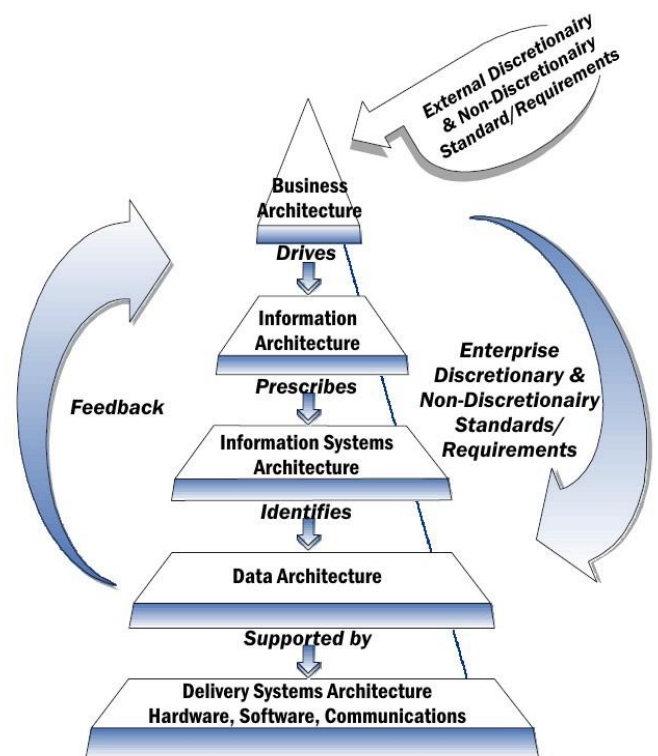 External Discretionairy
& Non-Discretionairy
Standard/Requirements
Business
Architecture
Drives
Information
Architecture
Prescribes
Information Systems
Architecture
Identifies
Data Architecture
Supported by
Delivery Systems Architecture
Hardware, Software, Communications
Feedback
Enterprise
Discretionary &
Non-Discretionairy
Standards/
Requirements